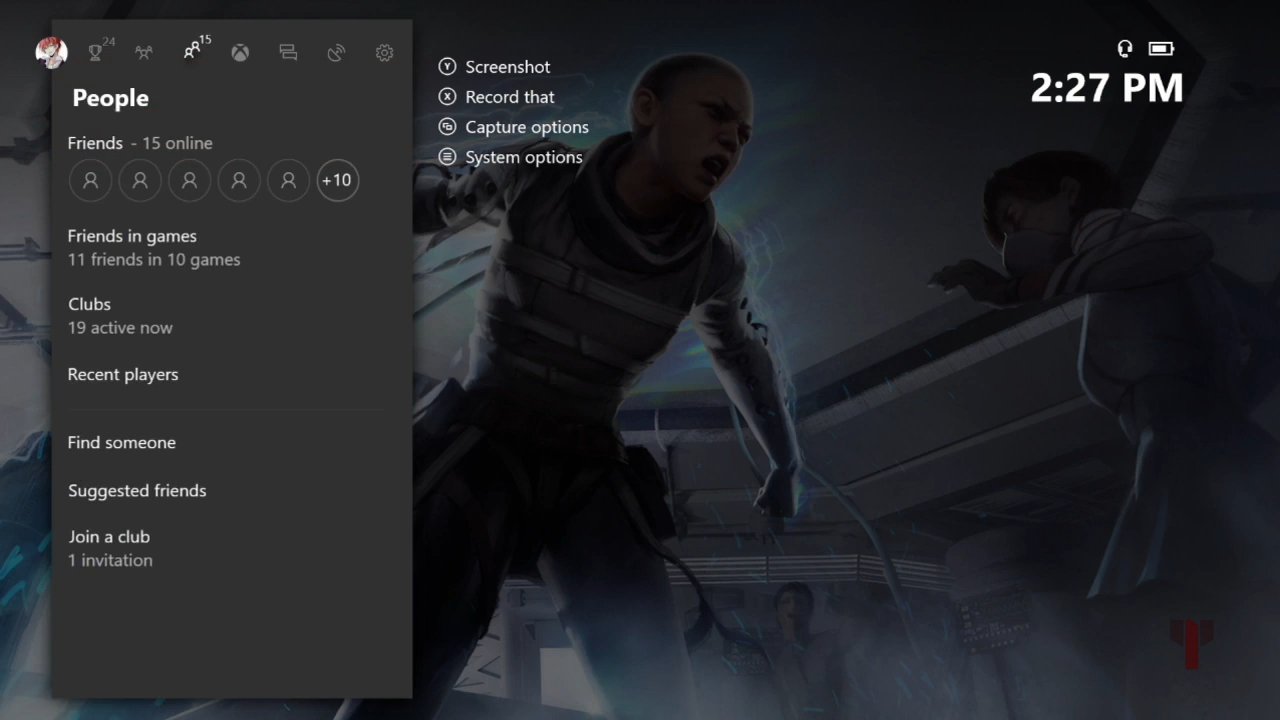 24
15
People
Friends - 15 online
+10
Friends in games
11 friends in 10 games
Clubs
19 active now
Recent players
Find someone
Suggested friends
Join a club
1 invitation
Y Screenshot
X Record that
Capture options
System options
2:27 PM